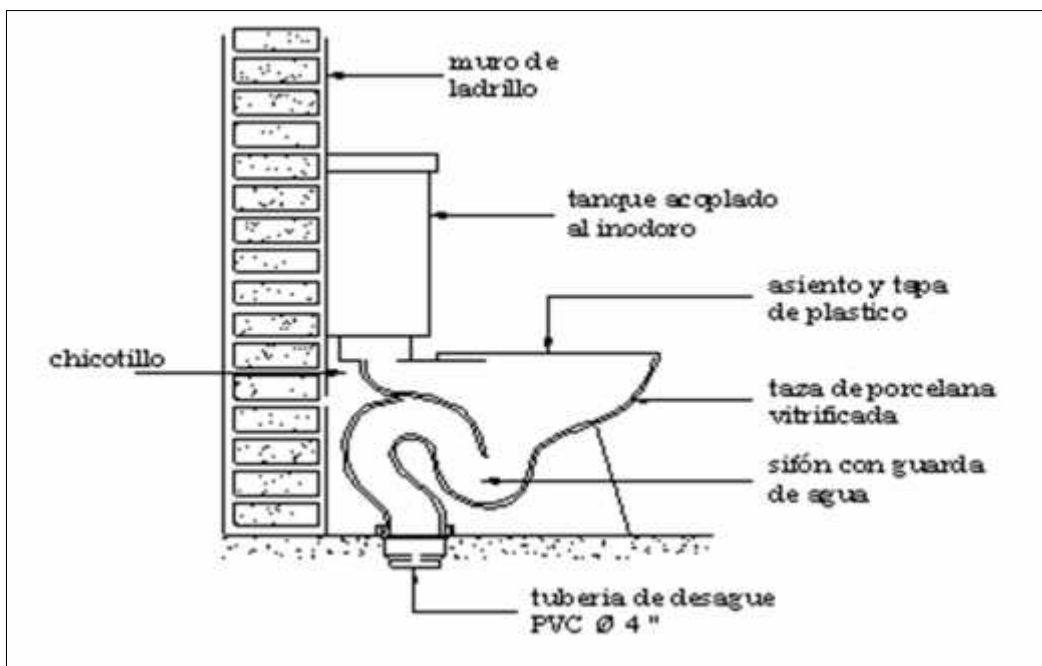 muro de
ladrillo
tanque acoplado
al inodoro
asiento y tapa
de plastico
chicotillo
taza de porcelana
vitrificada
sifón con guarda
de agua
tuberia de desague
PVC Ø 4 "